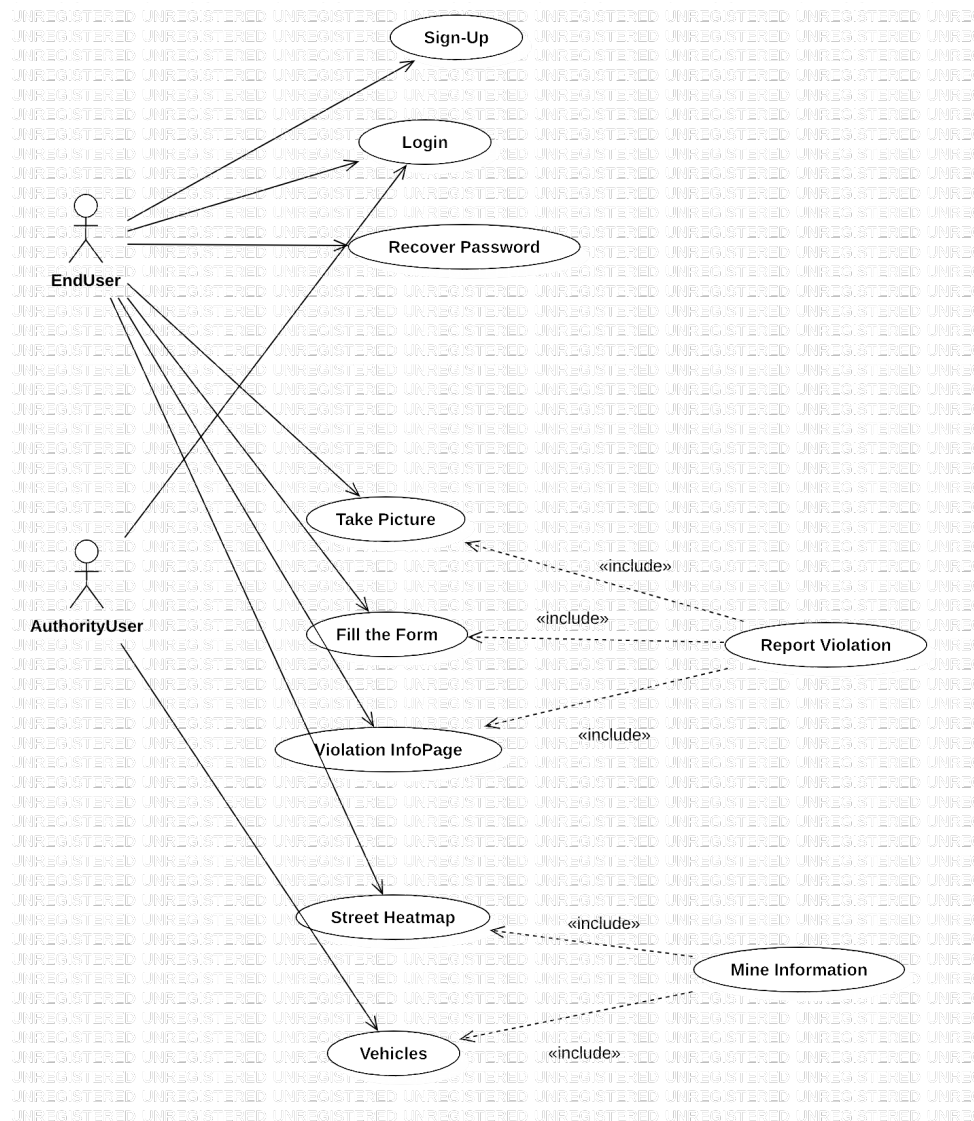 Sign-Up
Login
Recover Password
EndUser
Take Picture
«include»
AuthorityUser
«include»
Fill the Form
Report Violation
«include»
Violation InfoPage
Street Heatmap
«include»
Mine Information
Vehicles
«include»
UNREGISTERED